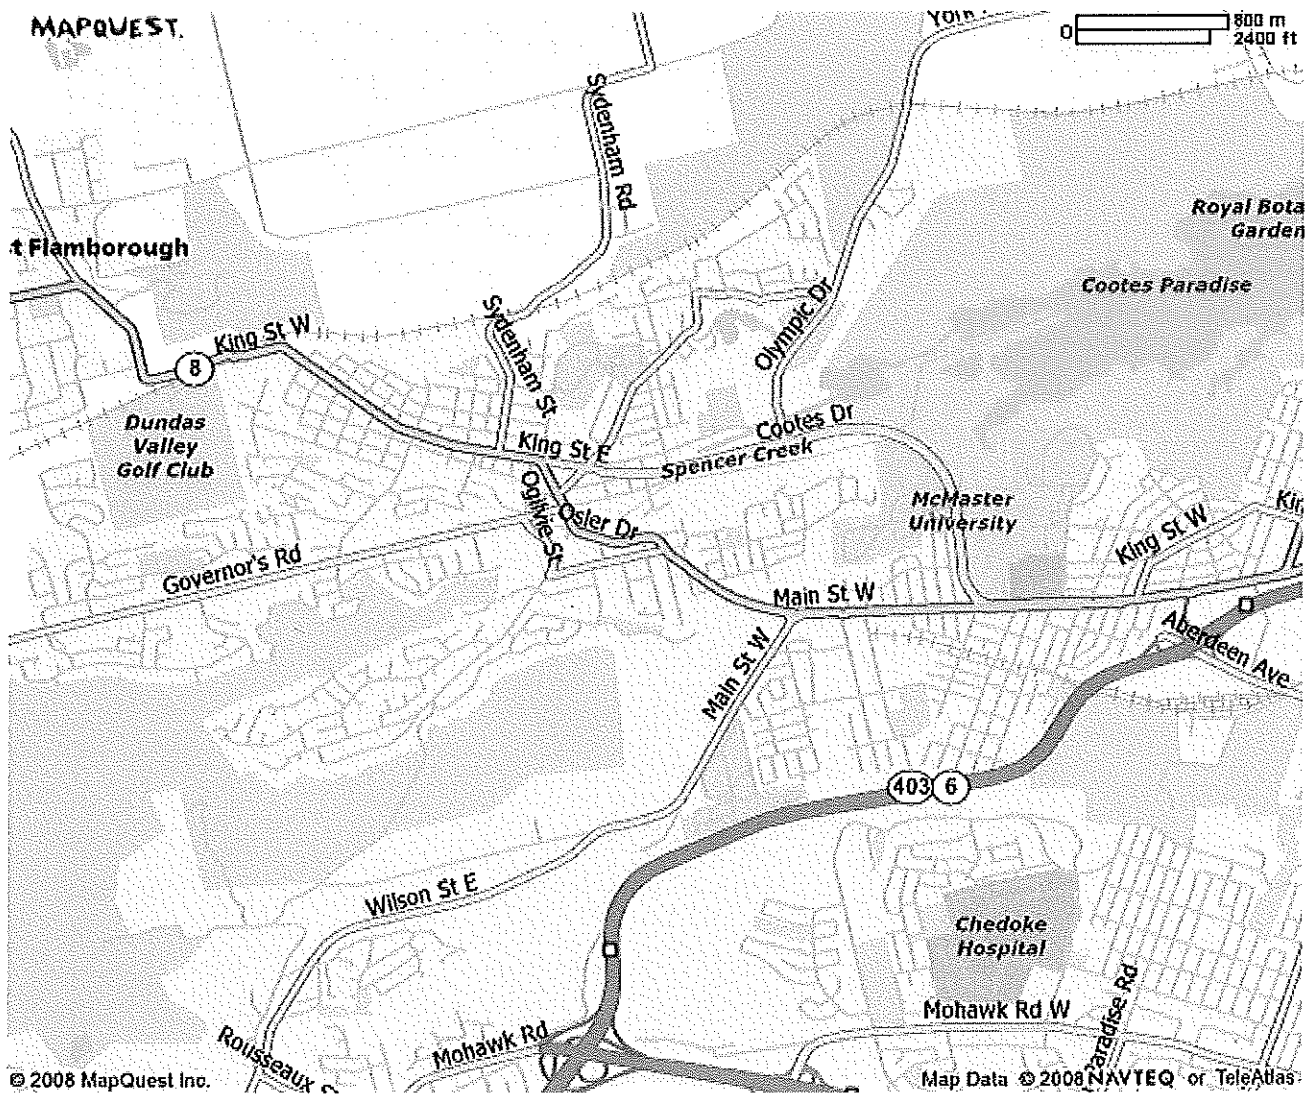 MAPQUEST.
York
0
800 m
2400 ft
Sydenham Rd
Royal Bota
Garden
t Flamborough
Cootes Paradise
Olympic Dr
Sydenham St
King St W
8
Dundas
Valley
Golf Club
Cootes Dr
King St E
Spencer Creek
McMaster
University
Kin
King St W
Ogilvie St
Osler Dr
Governor's Rd
Main St W
Aberdeen Ave
Main St W
403
6
Wilson St E
Chedoke
Hospital
Paradise Rd
Mohawk Rd W
Mohawk Rd
Rousseaux S
© 2008 MapQuest Inc.
Map Data © 2008 NAVTEQ or TeleAtlas